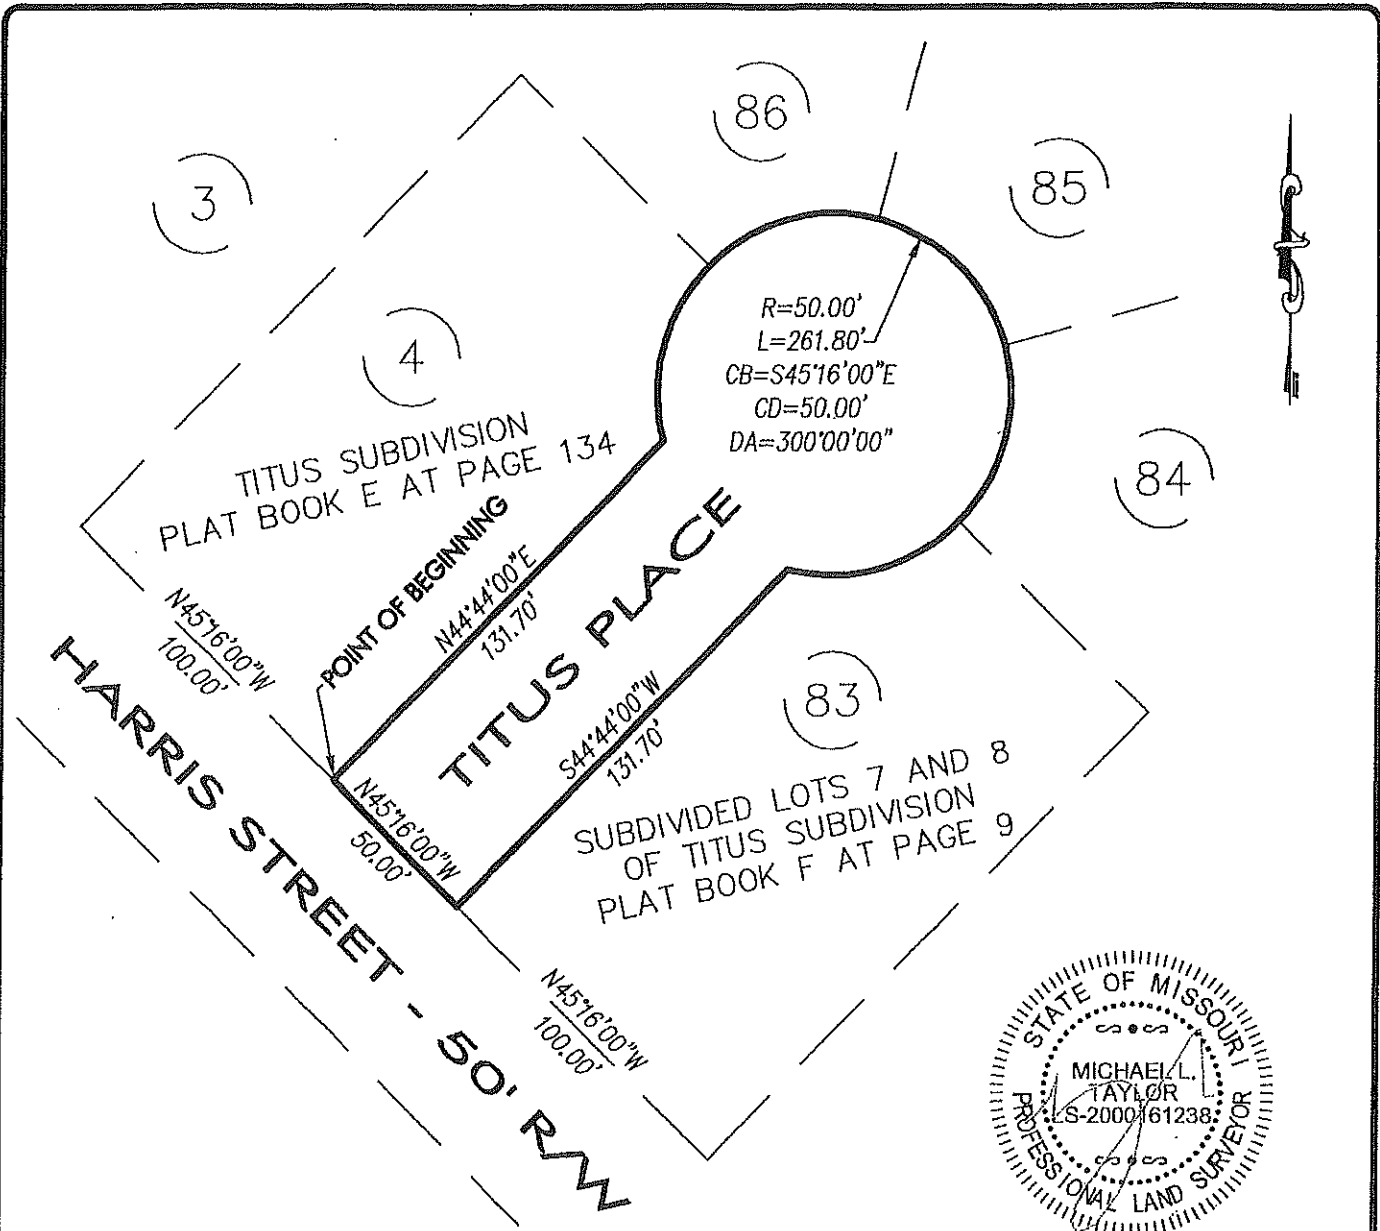 86
3
85
R=50.00'
L=261.80'
CB=S45°16'00"E
CD=50.00'
DA=300°00'00"
4
84
TITUS SUBDIVISION
PLAT BOOK E AT PAGE 134
POINT OF BEGINNING
N44°44'00"E
131.70'
TITUS PLACE
N45°16'00"W
100.00'
HARRIS STREET - 50' R/W
S44°44'00"W
131.70'
83
N45°16'00"W
50.00'
SUBDIVIDED LOTS 7 AND 8
OF TITUS SUBDIVISION
PLAT BOOK F AT PAGE 9
N45°16'00"W
100.00'
STATE OF MISSOURI
MICHAEL L.
TAYLOR
LS-2000161238
PROFESSIONAL LAND SURVEYOR